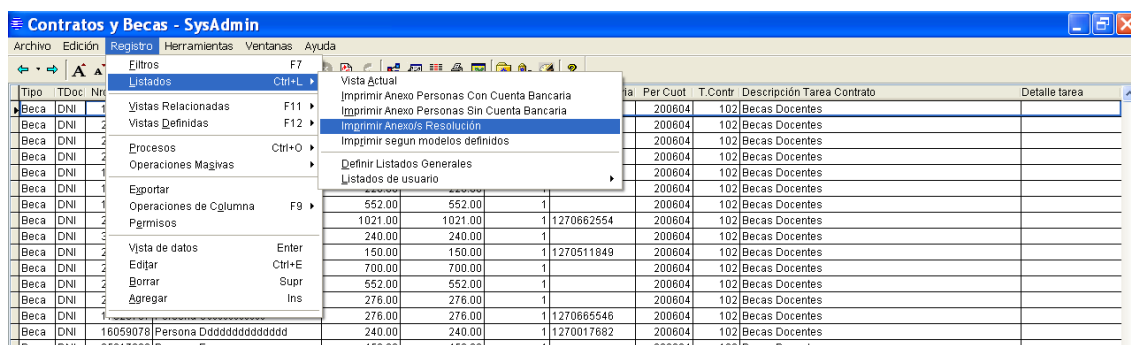 Contratos y Becas - SysAdmin
Archivo Edición Registro Herramientas Ventanas Ayuda
Filtros F7
Listados Ctrl+L
Vistas Relacionadas F11
Vistas Definidas F12
Procesos Ctrl+O
Operaciones Masivas
Exportar
Operaciones de Columna F9
Permisos
Vista de datos Enter
Editar Ctrl+E
Borrar Supr
Agregar Ins
Vista Actual
Imprimir Anexo Personas Con Cuenta Bancaria
Imprimir Anexo Personas Sin Cuenta Bancaria
Imprimir Anexo/s Resolución
Imprimir segun modelos definidos
Definir Listados Generales
Listados de usuario
Tipo TDoc Per Cuot T.Contr Descripción Tarea Contrato Detalle tarea
Beca DNI 200604 102 Becas Docentes
Beca DNI 200604 102 Becas Docentes
Beca DNI 200604 102 Becas Docentes
Beca DNI 200604 102 Becas Docentes
Beca DNI 200604 102 Becas Docentes
Beca DNI 200604 102 Becas Docentes
Beca DNI 552.00 552.00 1 200604 102 Becas Docentes
Beca DNI 1021.00 1021.00 1 1270662554 200604 102 Becas Docentes
Beca DNI 240.00 240.00 1 200604 102 Becas Docentes
Beca DNI 150.00 150.00 1 1270511849 200604 102 Becas Docentes
Beca DNI 700.00 700.00 1 200604 102 Becas Docentes
Beca DNI 552.00 552.00 1 200604 102 Becas Docentes
Beca DNI 276.00 276.00 1 200604 102 Becas Docentes
Beca DNI 276.00 276.00 1 1270665546 200604 102 Becas Docentes
Beca DNI 16059078 Persona Ddddddddddddd 240.00 240.00 1 1270017682 200604 102 Becas Docentes